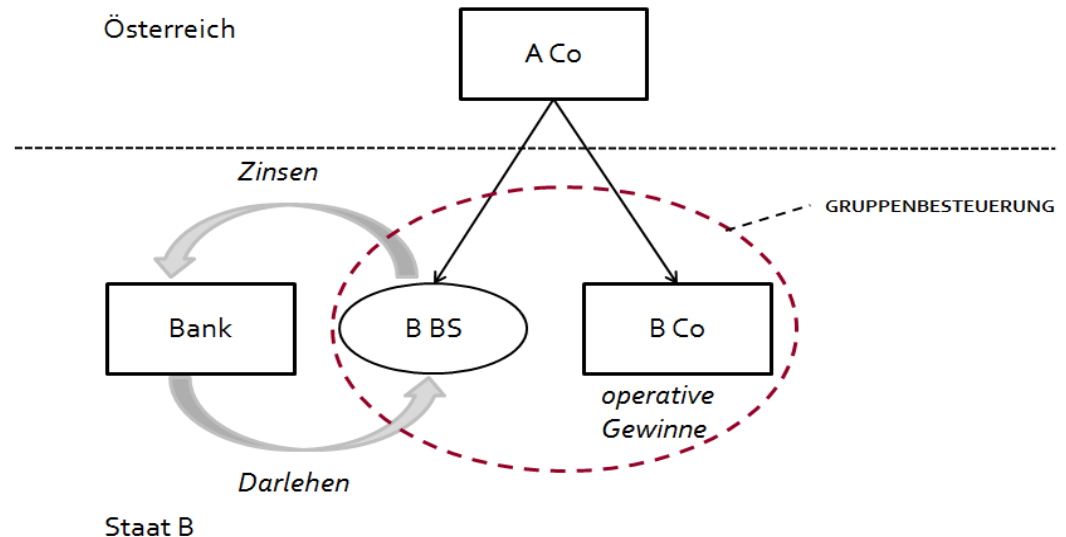 Österreich
A Co
Zinsen
GRUPPENBESTEUERUNG
Bank
B BS
B Co
operative
Gewinne
Darlehen
Staat B